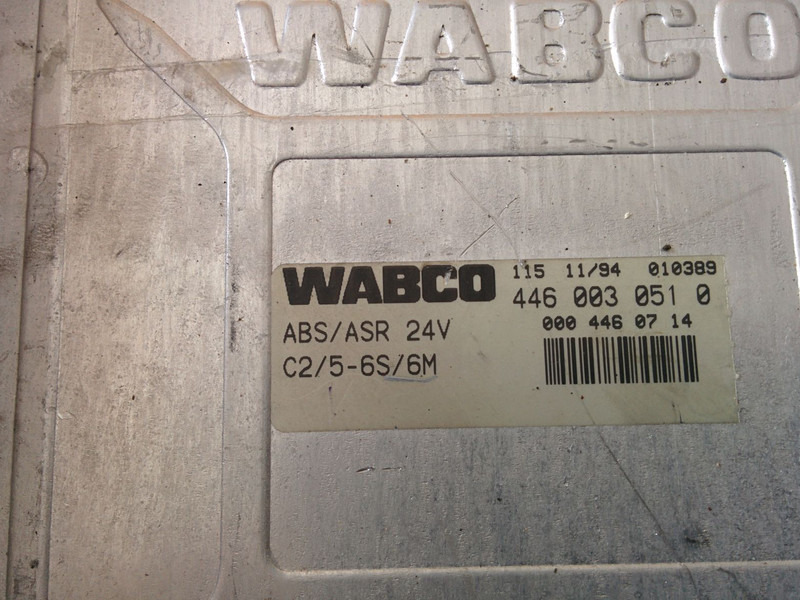 WABCO
WABCO 115 11/94 010389
446 003 051 0
ABS/ASR 24V 000 446 07 14
C2/5-6S/6M